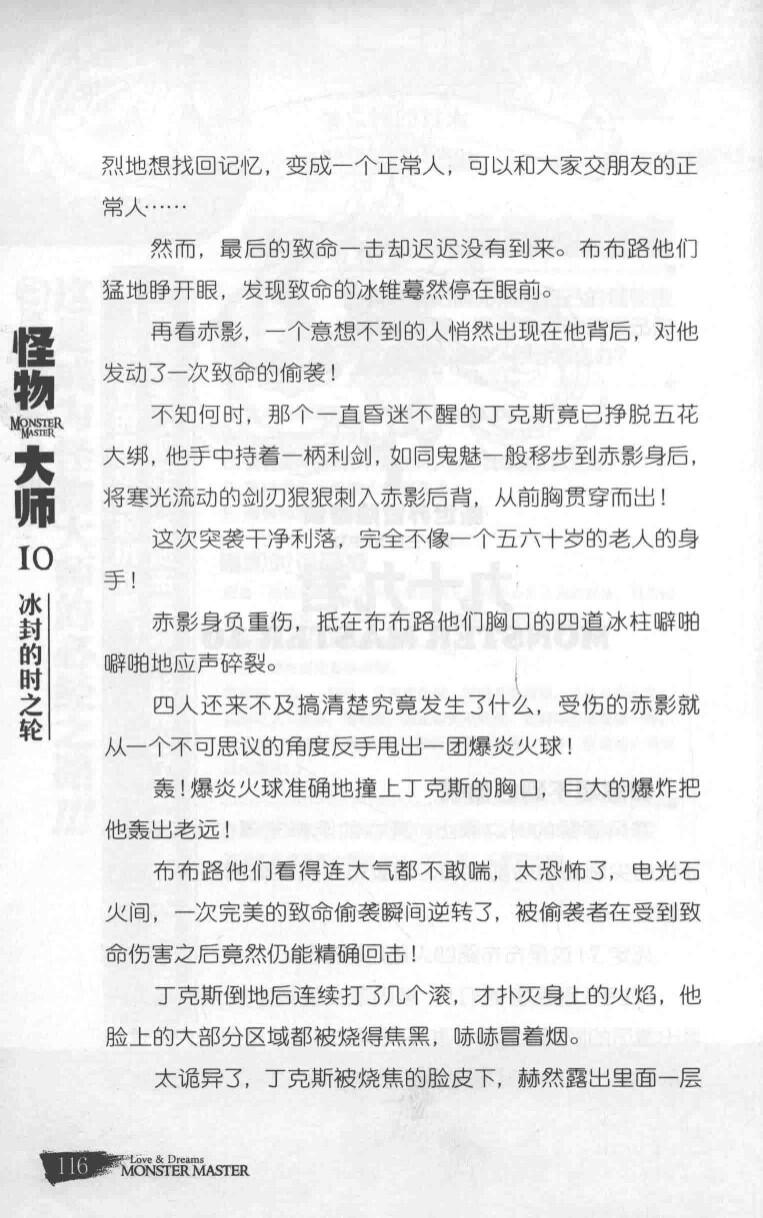 烈地想找回记忆，变成一个正常人，可以和大家交朋友的正
常人……
然而，最后的致命一击却迟迟没有到来。布布路他们
猛地睁开眼，发现致命的冰锥蓦然停在眼前。
再看赤影，一个意想不到的人悄然出现在他背后，对他
发动了一次致命的偷袭！
不知何时，那个一直昏迷不醒的丁克斯竟已挣脱五花
大绑，他手中持着一柄利剑，如同鬼魅一般移步到赤影身后，
将寒光流动的剑刃狠狠刺入赤影后背，从前胸贯穿而出！
这次突袭干净利落，完全不像一个五六十岁的老人的身
手！
赤影身负重伤，抵在布布路他们胸口的四道冰柱噼啪
噼啪地应声碎裂。
四人还来不及搞清楚究竟发生了什么，受伤的赤影就
从一个不可思议的角度反手甩出一团爆炎火球！
轰！爆炎火球准确地撞上丁克斯的胸口，巨大的爆炸把
他轰出老远！
布布路他们看得连大气都不敢喘，太恐怖了，电光石
火间，一次完美的致命偷袭瞬间逆转了，被偷袭者在受到致
命伤害之后竟然仍能精确回击！
丁克斯倒地后连续打了几个滚，才扑灭身上的火焰，他
脸上的大部分区域都被烧得焦黑，哧哧冒着烟。
太诡异了，丁克斯被烧焦的脸皮下，赫然露出里面一层
怪物
MONSTER
MASTER
大师
10
冰封的时之轮
116
Love & Dreams
MONSTER MASTER